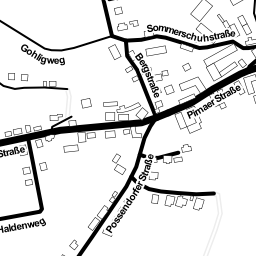 Sommerschuhstraße
Gohligweg
Bergstraße
Pirnaer Straße
Straße
Possendorfer Straße
Haldenweg